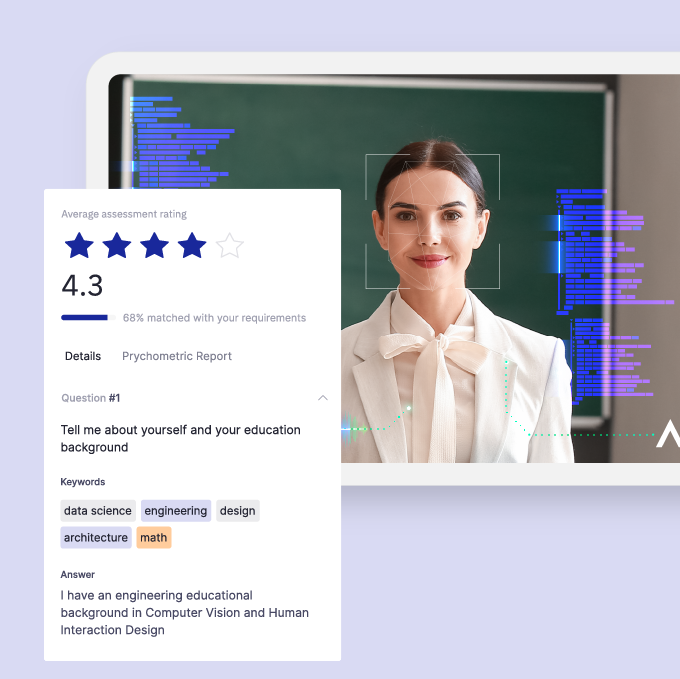 Average assessment rating
4.3
68% matched with your requirements
Details Prychometric Report
Question #1
Tell me about yourself and your education
background
Keywords
data science engineering design
architecture math
Answer
I have an engineering educational
background in Computer Vision and Human
Interaction Design